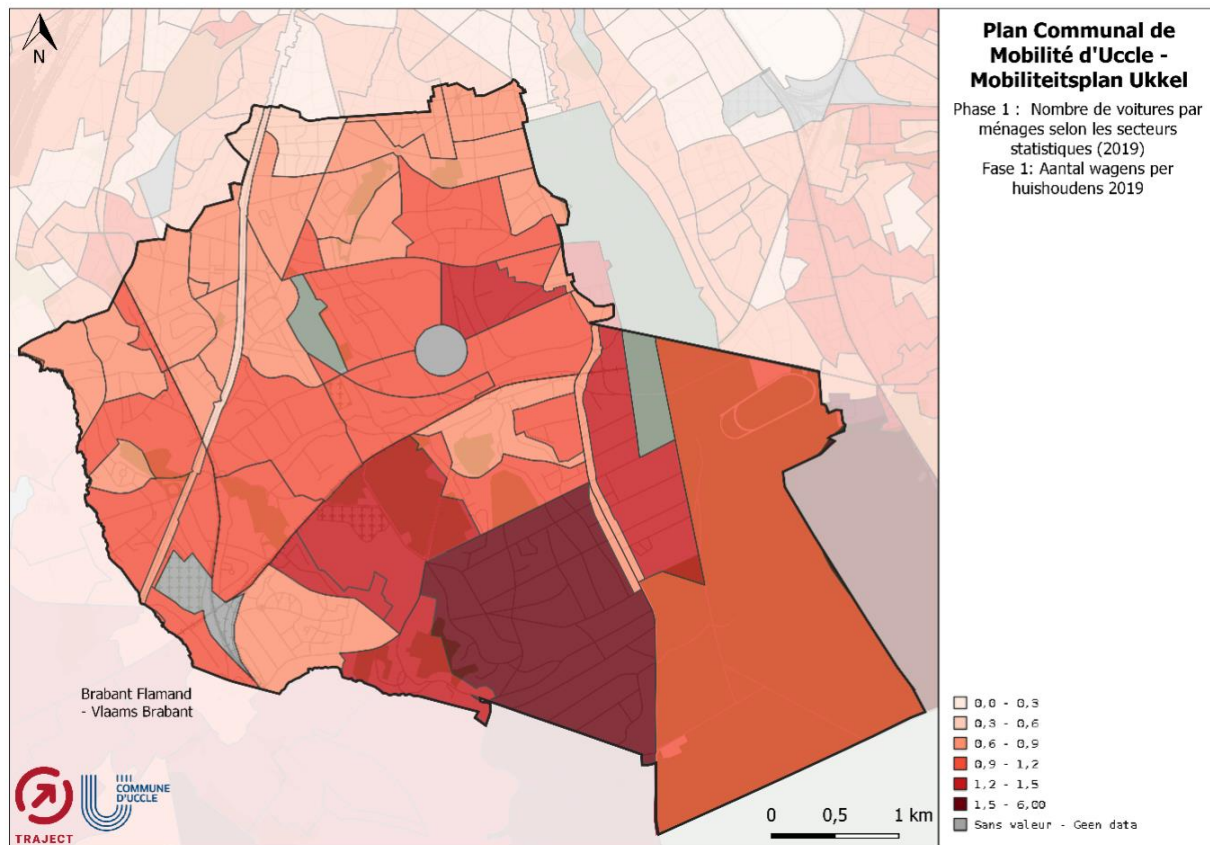 N
Plan Communal de
Mobilité d'Uccle -
Mobiliteitsplan Ukkel
Phase 1 : Nombre de voitures par
ménages selon les secteurs
statistiques (2019)
Fase 1: Aantal wagens per
huishoudens 2019
Brabant Flamand
- Vlaams Brabant
0,0 - 0,3
0,3 - 0,6
0,6 - 0,9
0,9 - 1,2
1,2 - 1,5
1,5 - 6,00
Sans valeur - Geen data
TRAJECT
COMMUNE
D'UCCLE
0 0,5 1 km